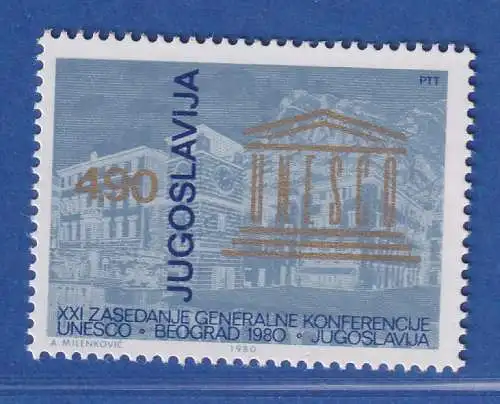 PTT
4.90
JUGOSLAVIJA
UNESCO
XXI ZASEDANJE GENERALNE KONFERENCIJE
UNESCO • BEOGRAD 1980 • JUGOSLAVIJA
A. MILENKOVIĆ
1980